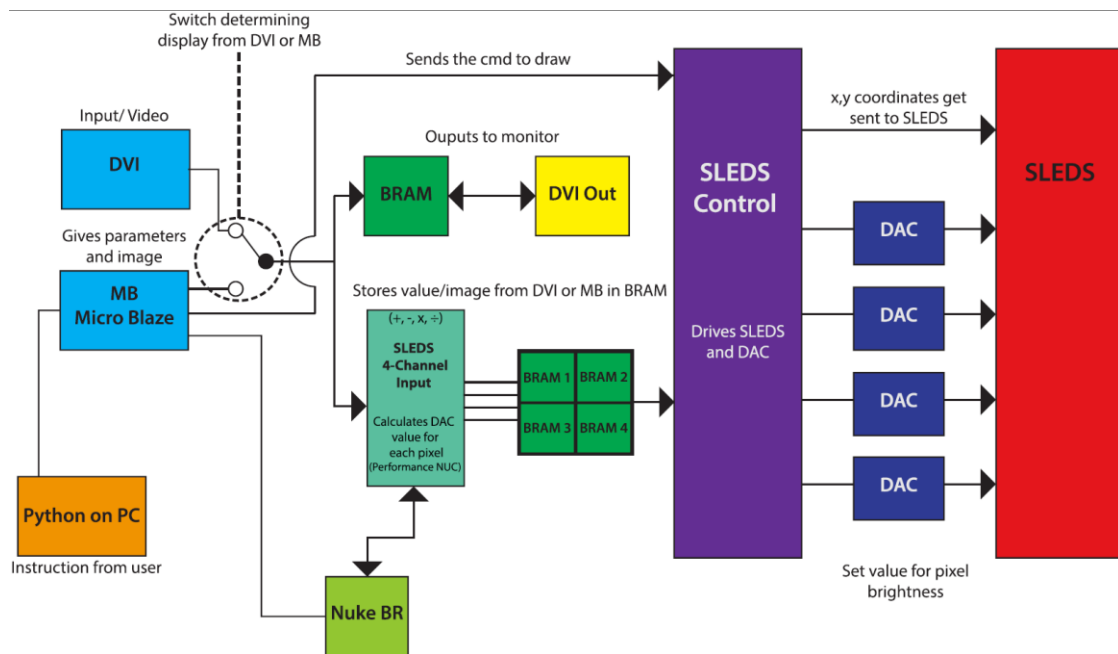 Switch determining
display from DVI or MB
Sends the cmd to draw
Input/ Video
DVI
Ouputs to monitor
BRAM
DVI Out
Gives parameters
and image
MB
Micro Blaze
Stores value/image from DVI or MB in BRAM
(+, -, x, ÷)
SLEDS
4-Channel
Input
Calculates DAC
value for
each pixel
(Performance NUC)
BRAM 1
BRAM 2
BRAM 3
BRAM 4
Python on PC
Instruction from user
Nuke BR
SLEDS
Control
Drives SLEDS
and DAC
x,y coordinates get
sent to SLEDS
DAC
DAC
DAC
DAC
Set value for pixel
brightness
SLEDS